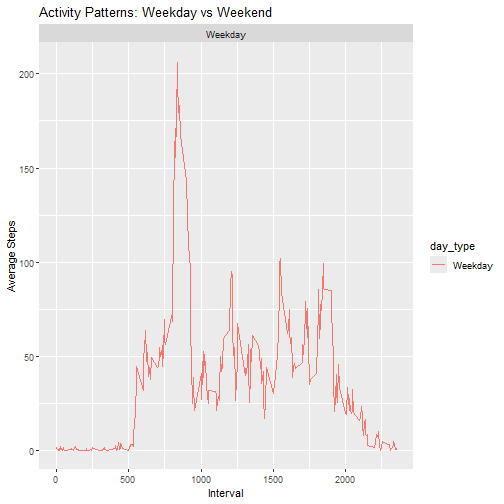 Activity Patterns: Weekday vs Weekend
Weekday
200
150
100
50
0
Average Steps
0
500
1000
1500
2000
Interval
day_type
Weekday